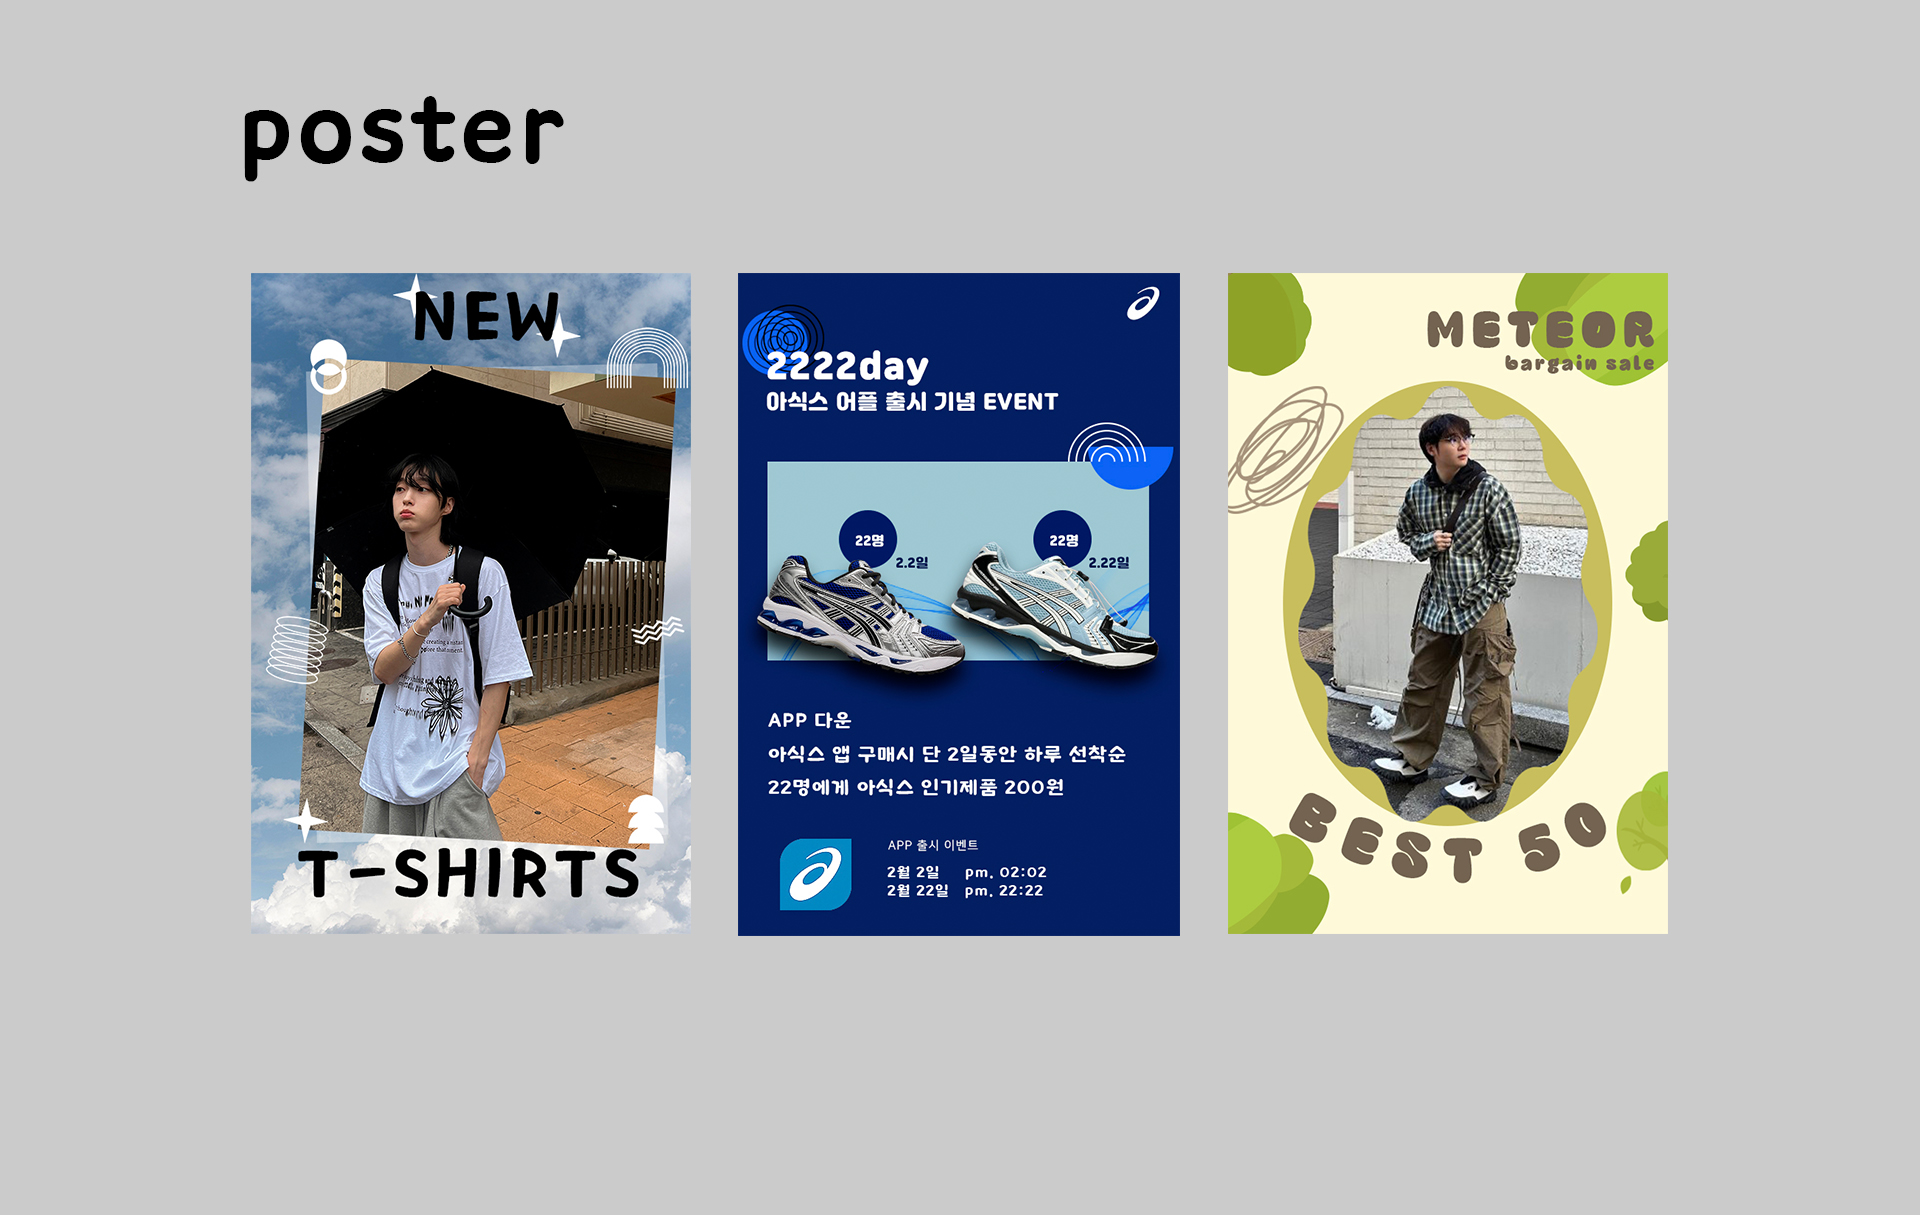 poster
NEW
T-SHIRTS
2222day
아식스 어플 출시 기념 EVENT
22명
2.2일
22명
2.22일
APP 다운
아식스 앱 구매시 단 2일동안 하루 선착순
22명에게 아식스 인기제품 200원
APP 출시 이벤트
2월 2일 pm. 02:02
2월 22일 pm. 22:22
METEOR
bargain sale
BEST 50